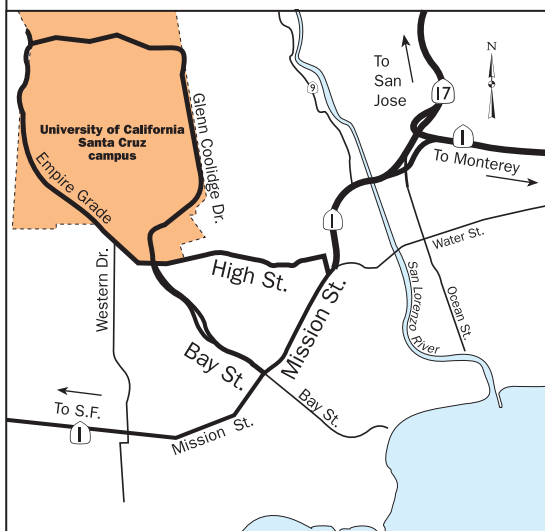 To
San
Jose
N
9
17
1
To Monterey
Glenn Coolidge Dr.
University of California
Santa Cruz
campus
Empire Grade
1
Water St.
High St.
Western Dr.
Mission St.
San Lorenzo
River
Ocean St.
Bay St.
Bay St.
To S.F.
1
Mission St.